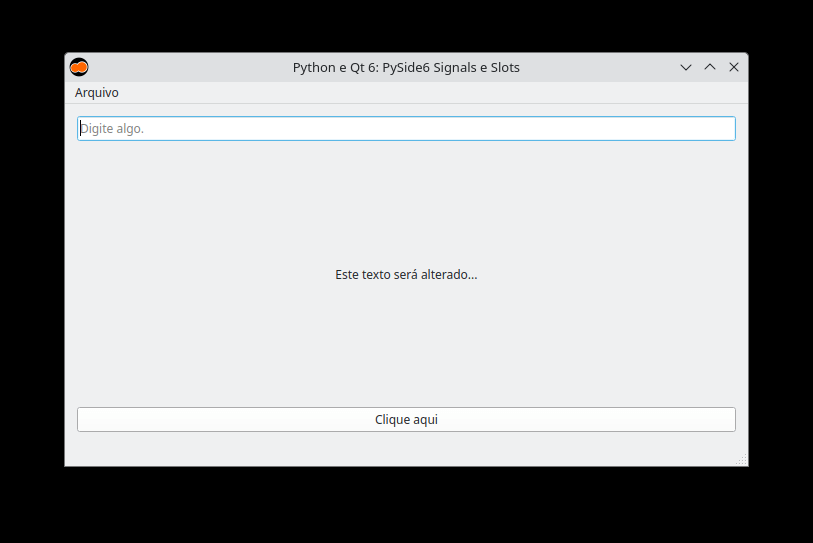 Python e Qt 6: PySide6 Signals e Slots
Arquivo
Digite algo.
Este texto será alterado...
Clique aqui